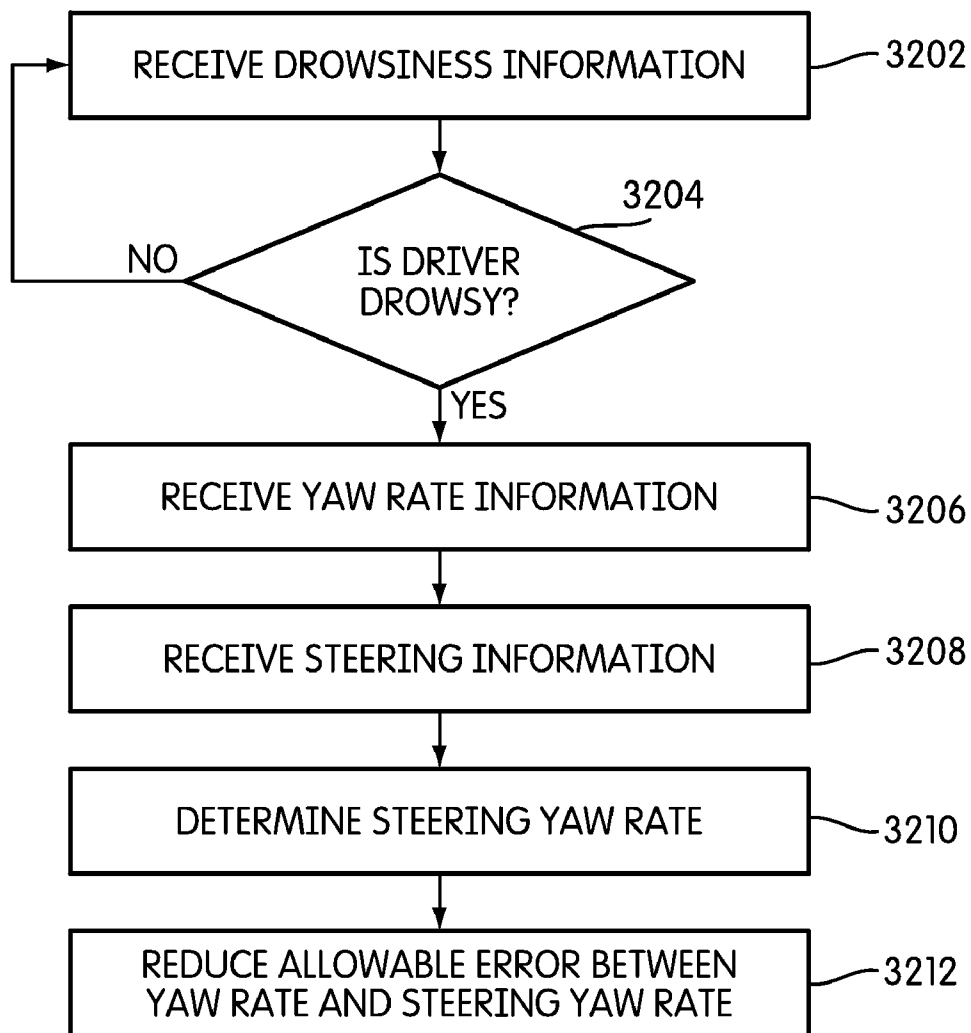 RECEIVE DROWSINESS INFORMATION
3202
3204
IS DRIVER
DROWSY?
NO
YES
RECEIVE YAW RATE INFORMATION
3206
RECEIVE STEERING INFORMATION
3208
DETERMINE STEERING YAW RATE
3210
REDUCE ALLOWABLE ERROR BETWEEN
YAW RATE AND STEERING YAW RATE
3212